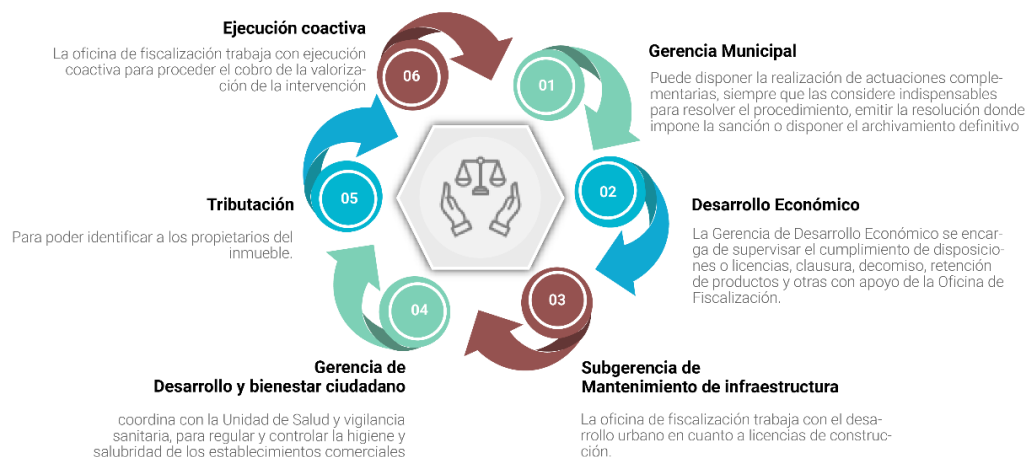 01
Gerencia Municipal
Puede disponer la realización de actuaciones comple-
mentarias, siempre que las considere indispensables
para resolver el procedimiento, emitir la resolución donde
impone la sanción o disponer el archivamiento definitivo
02
Desarrollo Económico
La Gerencia de Desarrollo Económico se encar-
ga de supervisar el cumplimiento de disposicio-
nes o licencias, clausura, decomiso, retención
de productos y otras con apoyo de la Oficina de
Fiscalización.
03
Subgerencia de
Mantenimiento de infraestructura
La oficina de fiscalización trabaja con el desa-
rrollo urbano en cuanto a licencias de construc-
ción.
04
Gerencia de
Desarrollo y bienestar ciudadano
coordina con la Unidad de Salud y vigilancia
sanitaria, para regular y controlar la higiene y
salubridad de los establecimientos comerciales
05
Tributación
Para poder identificar a los propietarios del
inmueble.
06
Ejecución coactiva
La oficina de fiscalización trabaja con ejecución
coactiva para proceder el cobro de la valoriza-
ción de la intervención